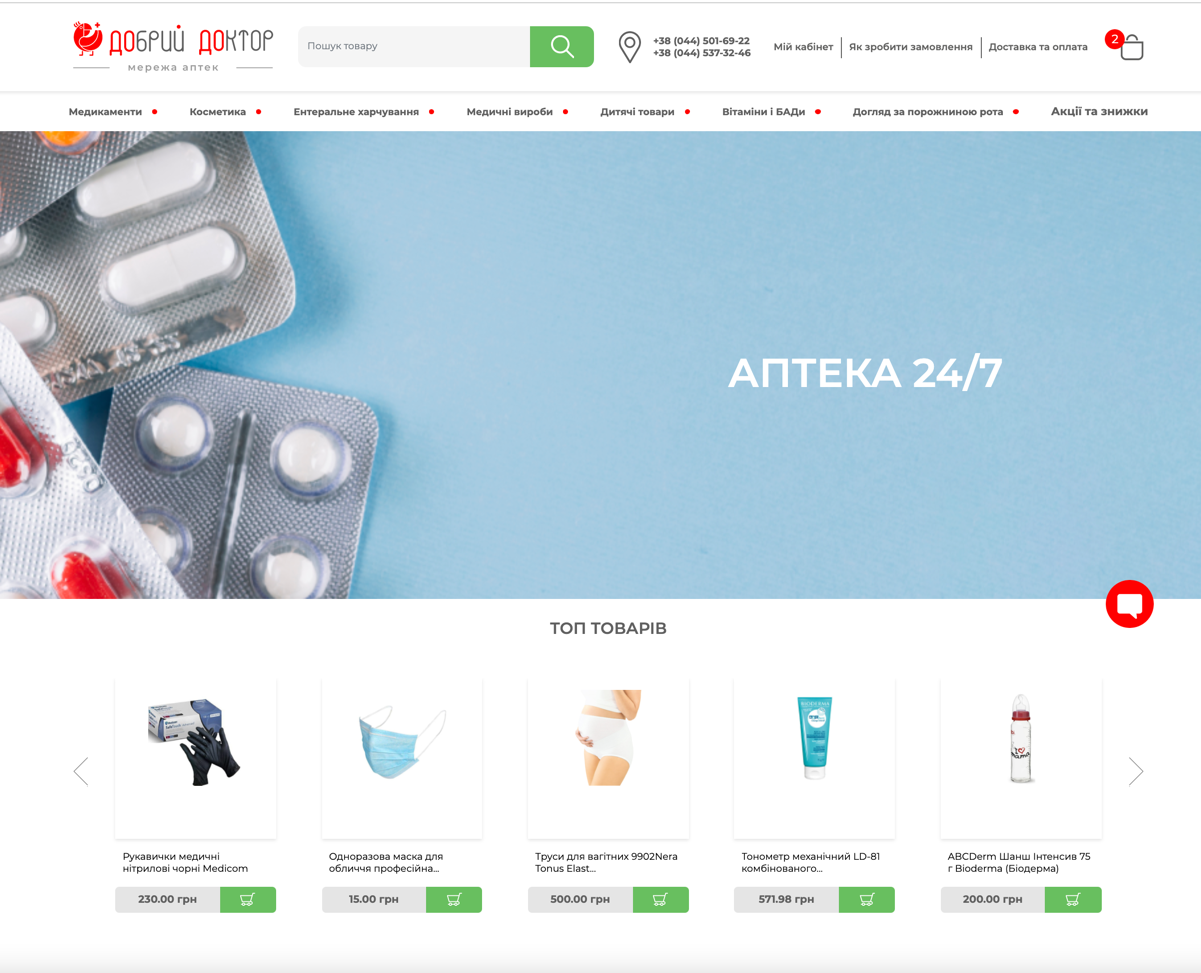 ДОБРИЙ ДОКТОР
мережа аптек
Пошук товару
+38 (044) 501-69-22
+38 (044) 537-32-46
Мій кабінет
Як зробити замовлення
Доставка та оплата
2
Медикаменти
Косметика
Ентеральне харчування
Медичні вироби
Дитячі товари
Вітаміни і БАДи
Догляд за порожниною рота
Акції та знижки
АПТЕКА 24/7
ТОП ТОВАРІВ
BIODERMA
Рукавички медичні
нітрилові чорні Medicom
230.00 грн
Одноразова маска для
обличчя професійна...
15.00 грн
Труси для вагітних 9902Nera
Tonus Elast...
500.00 грн
Тонометр механічний LD-81
комбінованого...
571.98 грн
ABCDerm Шанш Інтенсив 75
г Bioderma (Біодерма)
200.00 грн